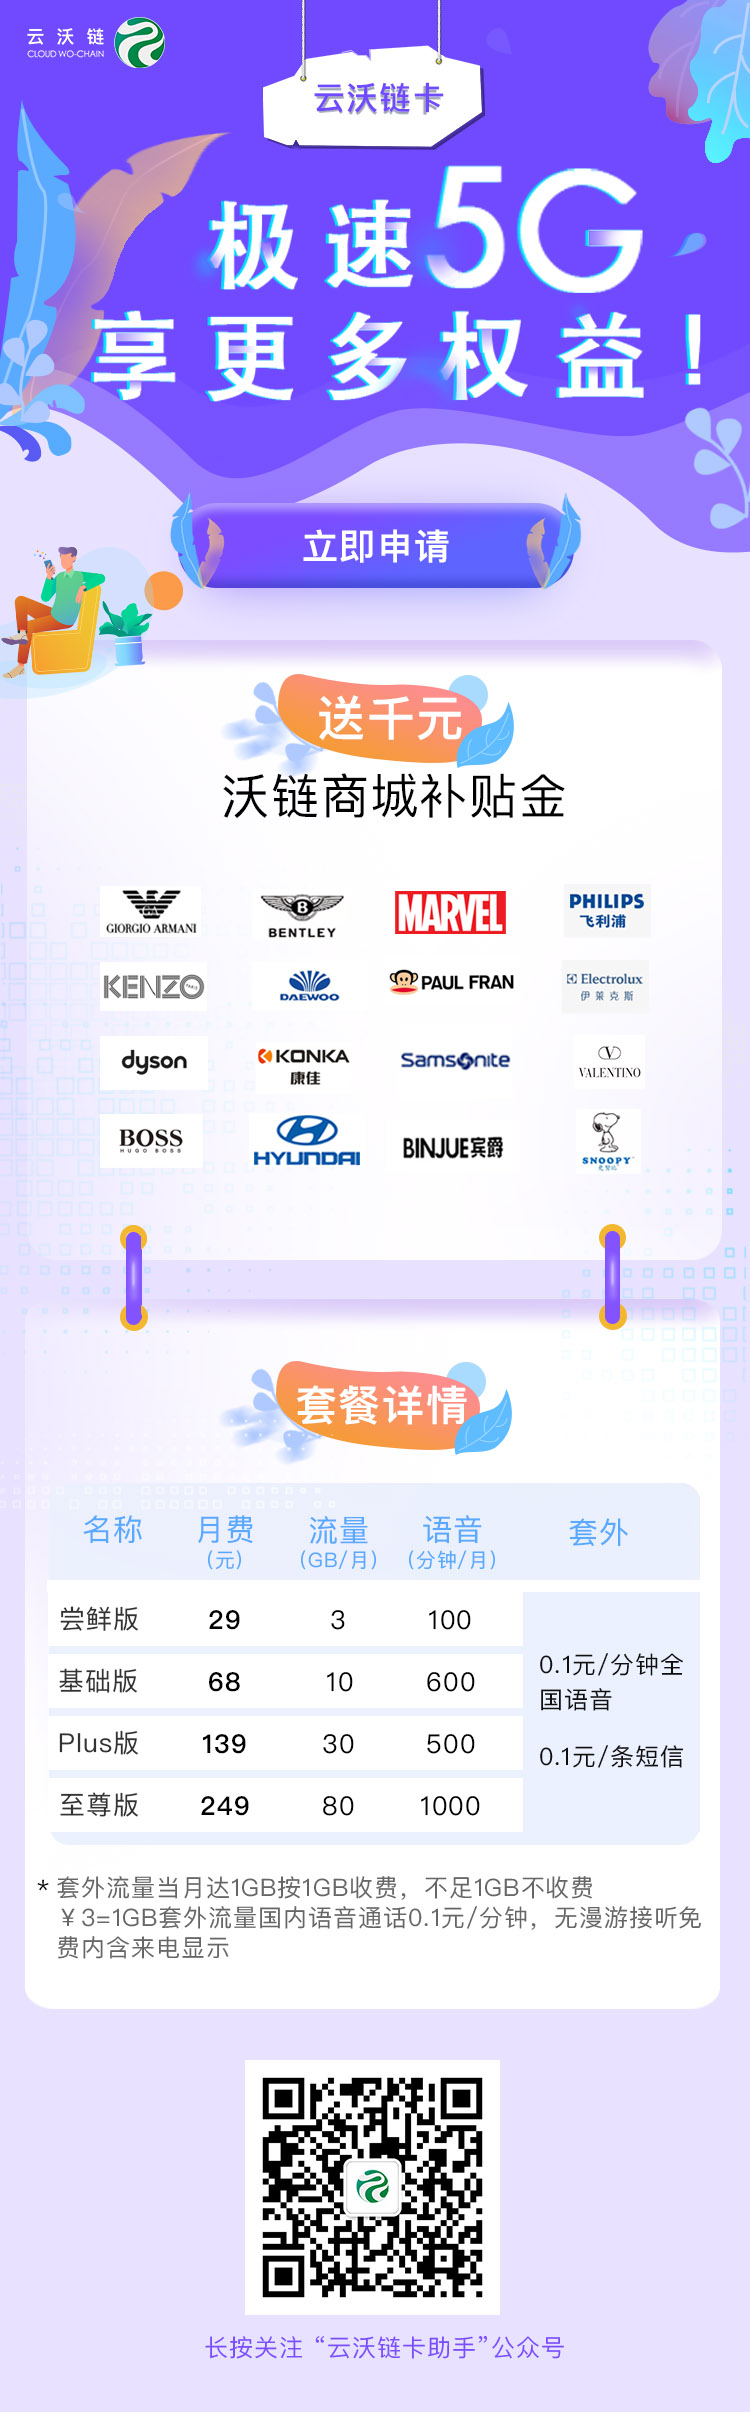 云沃链
CLOUD WO-CHAIN
云沃链卡
极速5G
享更多权益！
立即申请
送千元
沃链商城补贴金
GIORGIO ARMANI
B
BENTLEY
MARVEL
PHILIPS
飞利浦
KENZO
PARIS
DAEWOO
PAUL FRAN
Electrolux
伊莱克斯
dyson
KONKA
康佳
Samsonite
V
VALENTINO
BOSS
HUGO BOSS
HYUNDAI
BINJUE宾爵
SNOOPY
史努比
套餐详情
名称 月费 流量 语音 套外
(元) (GB/月) (分钟/月)
尝鲜版 29 3 100
基础版 68 10 600
Plus版 139 30 500
至尊版 249 80 1000
0.1元/分钟全
国语音
0.1元/条短信
* 套外流量当月达1GB按1GB收费，不足1GB不收费
￥3=1GB套外流量国内语音通话0.1元/分钟，无漫游接听免
费内含来电显示
长按关注“云沃链卡助手”公众号